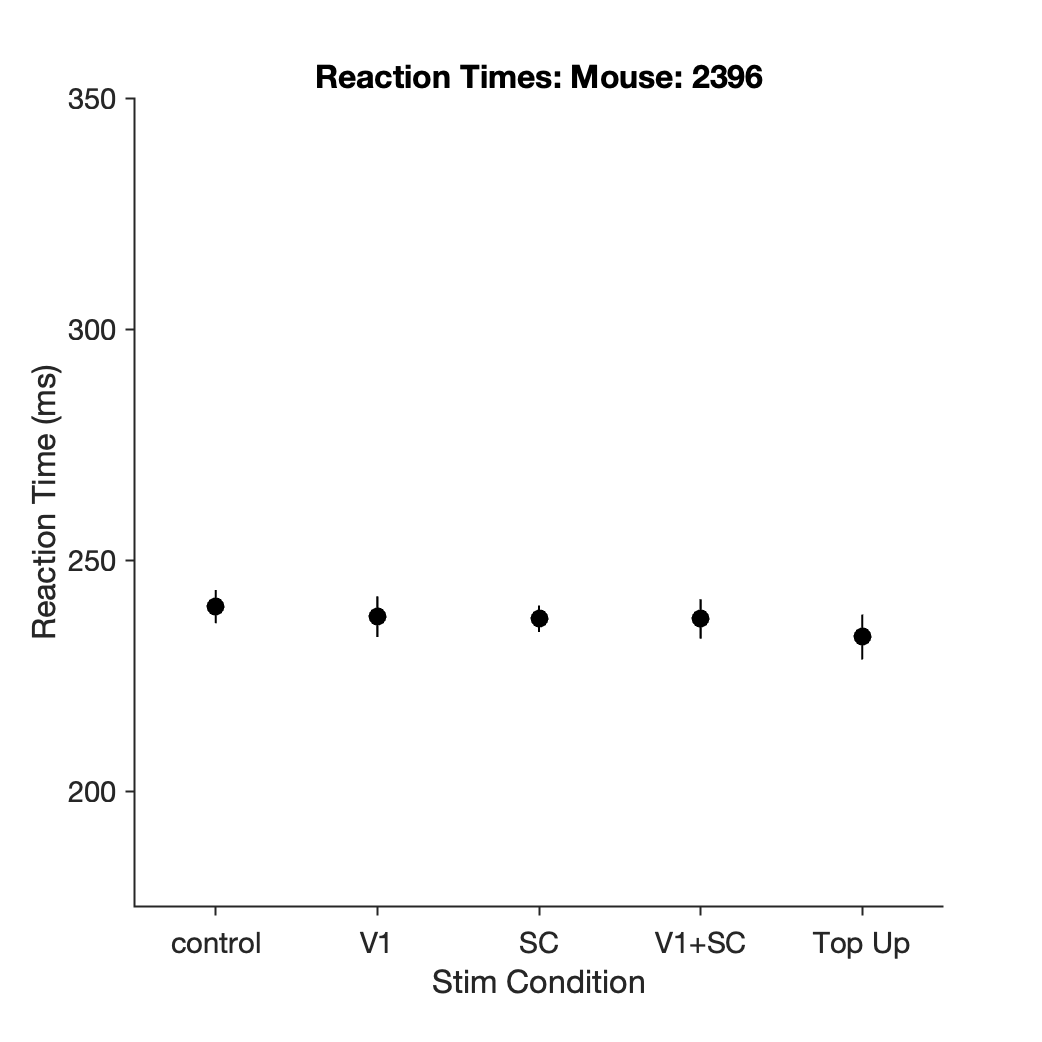 Reaction Times: Mouse: 2396
350
300
250
200
Reaction Time (ms)
control
V1
SC
V1+SC
Top Up
Stim Condition